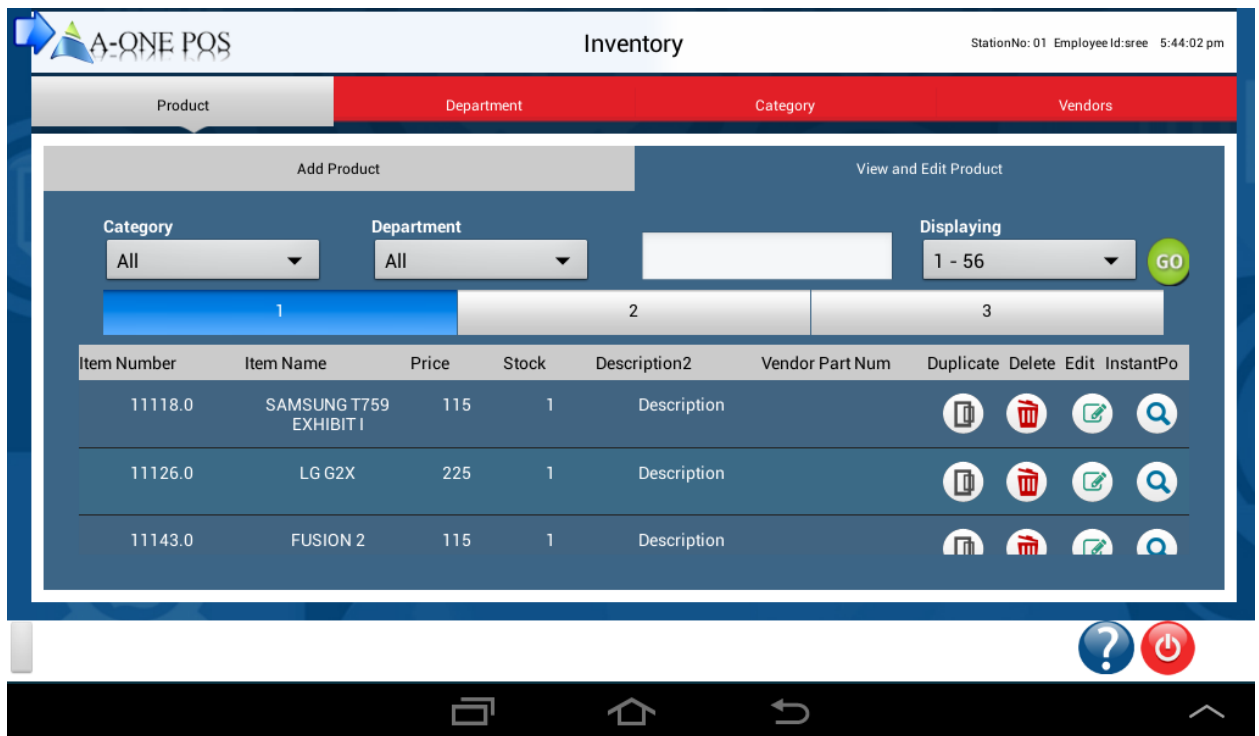 A-ONE POS
Inventory
StationNo: 01 Employee Id:sree 5:44:02 pm
Product Department Category Vendors
Add Product View and Edit Product
Category Department Displaying
All All 1 - 56 GO
1 2 3
Item Number Item Name Price Stock Description2 Vendor Part Num Duplicate Delete Edit InstantPo
11118.0 SAMSUNG T759 115 1 Description
EXHIBIT I
11126.0 LG G2X 225 1 Description
11143.0 FUSION 2 115 1 Description
?